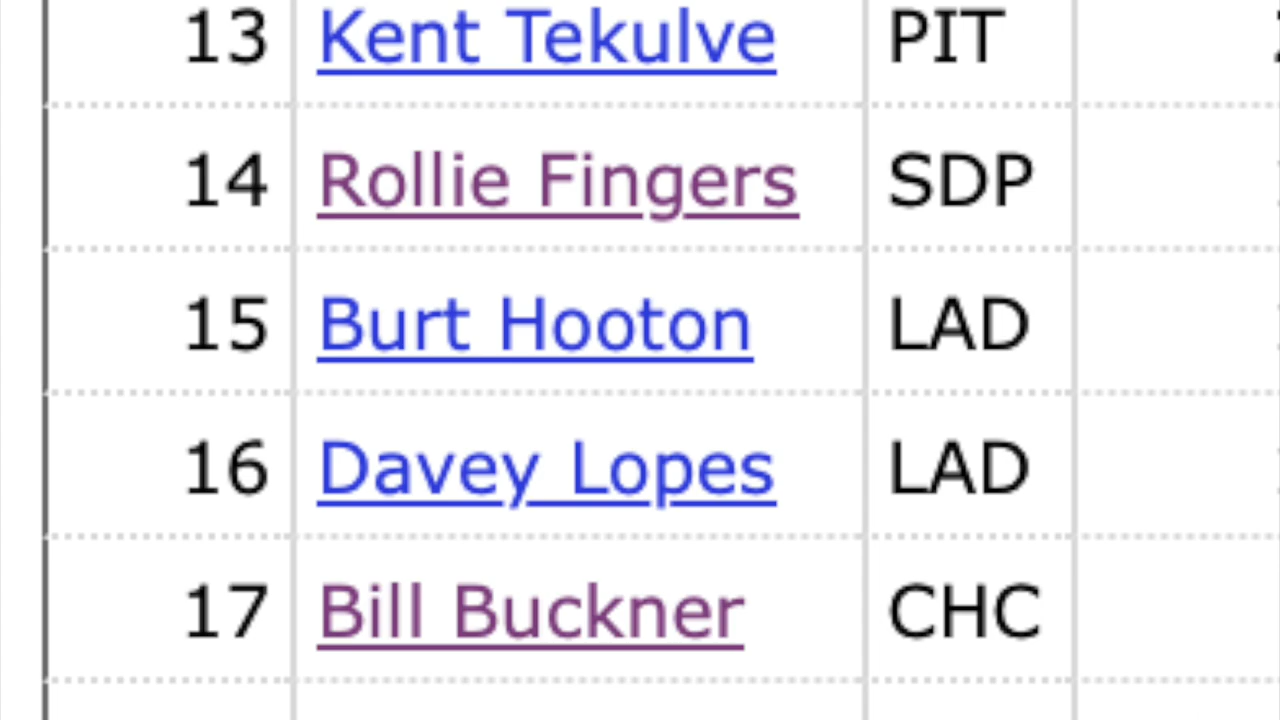 13 Kent Tekulve PIT
14 Rollie Fingers SDP
15 Burt Hooton LAD
16 Davey Lopes LAD
17 Bill Buckner CHC